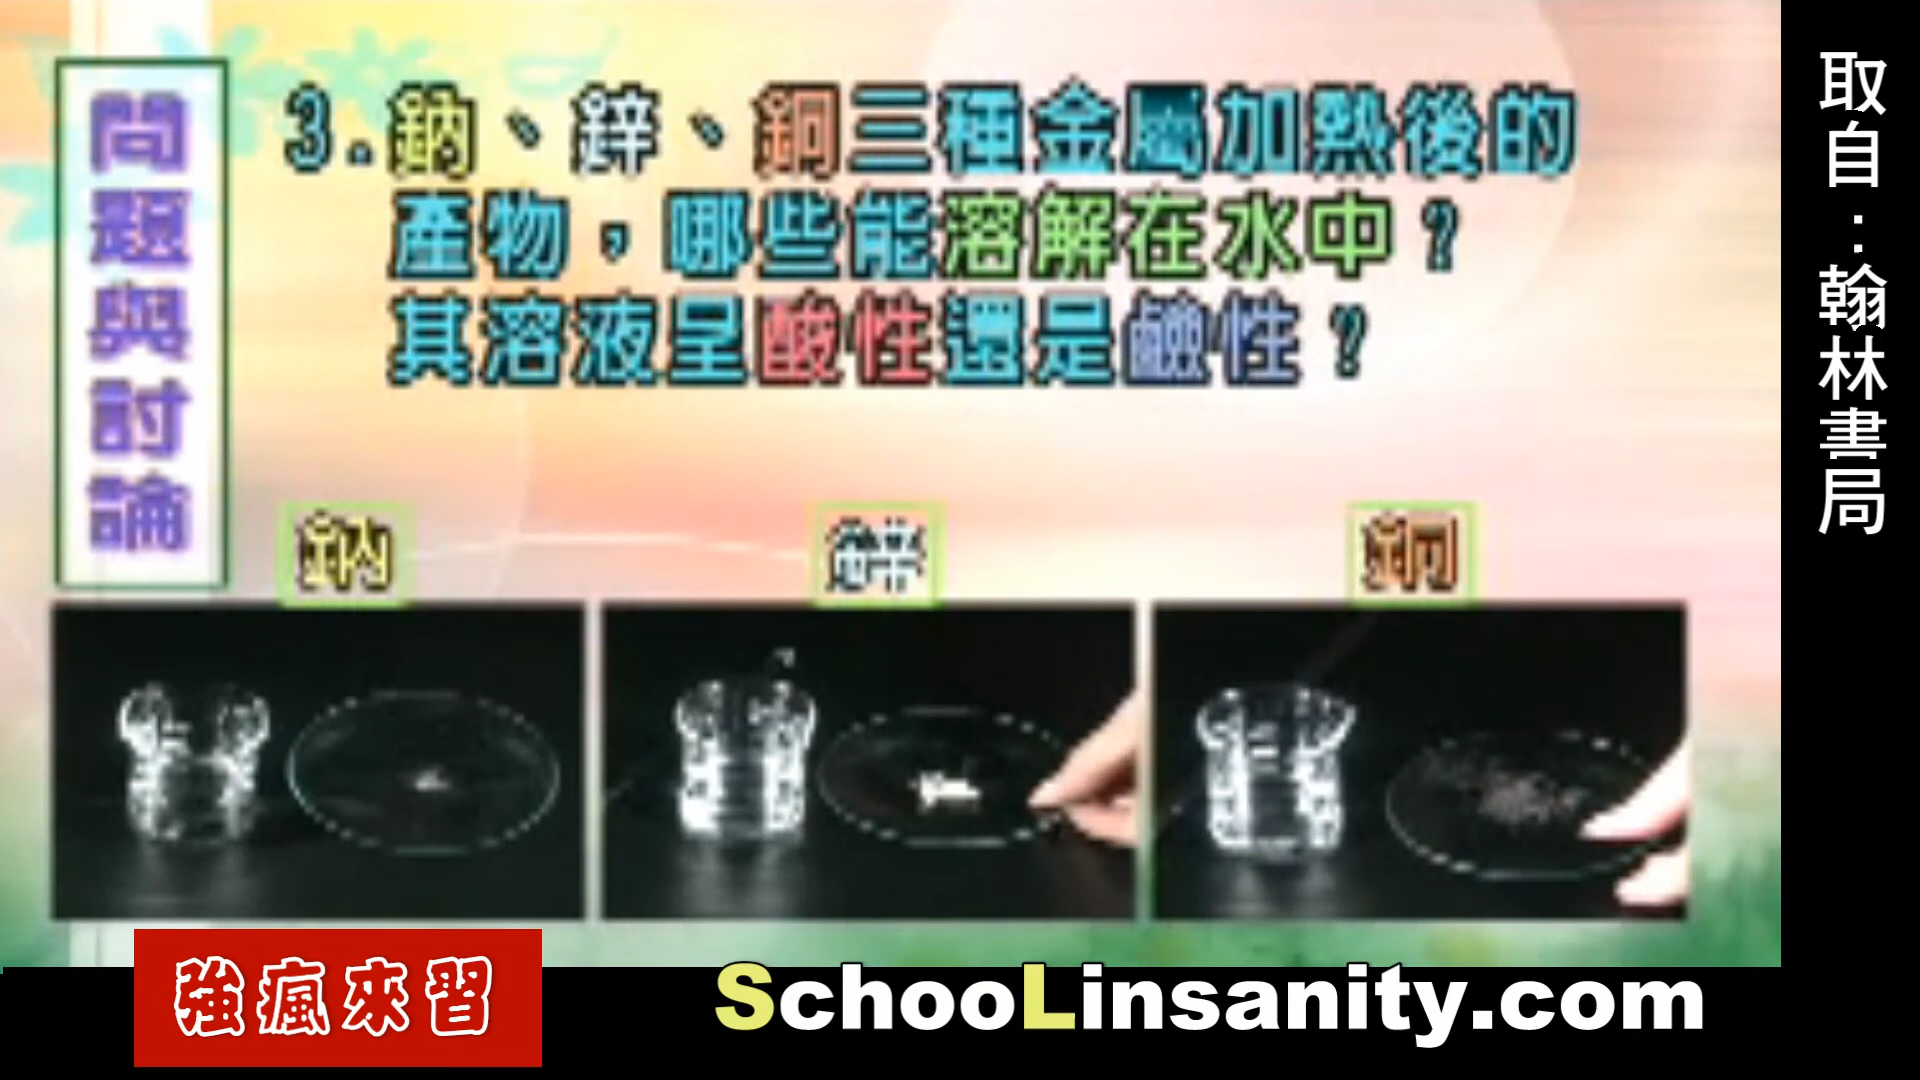 問題與討論
3.鈉、鋅、銅三種金屬加熱後的
產物，哪些能溶解在水中？
其溶液呈酸性還是鹼性？
鈉
鋅
銅
取自：翰林書局
強瘋來習
SchooLinsanity.com